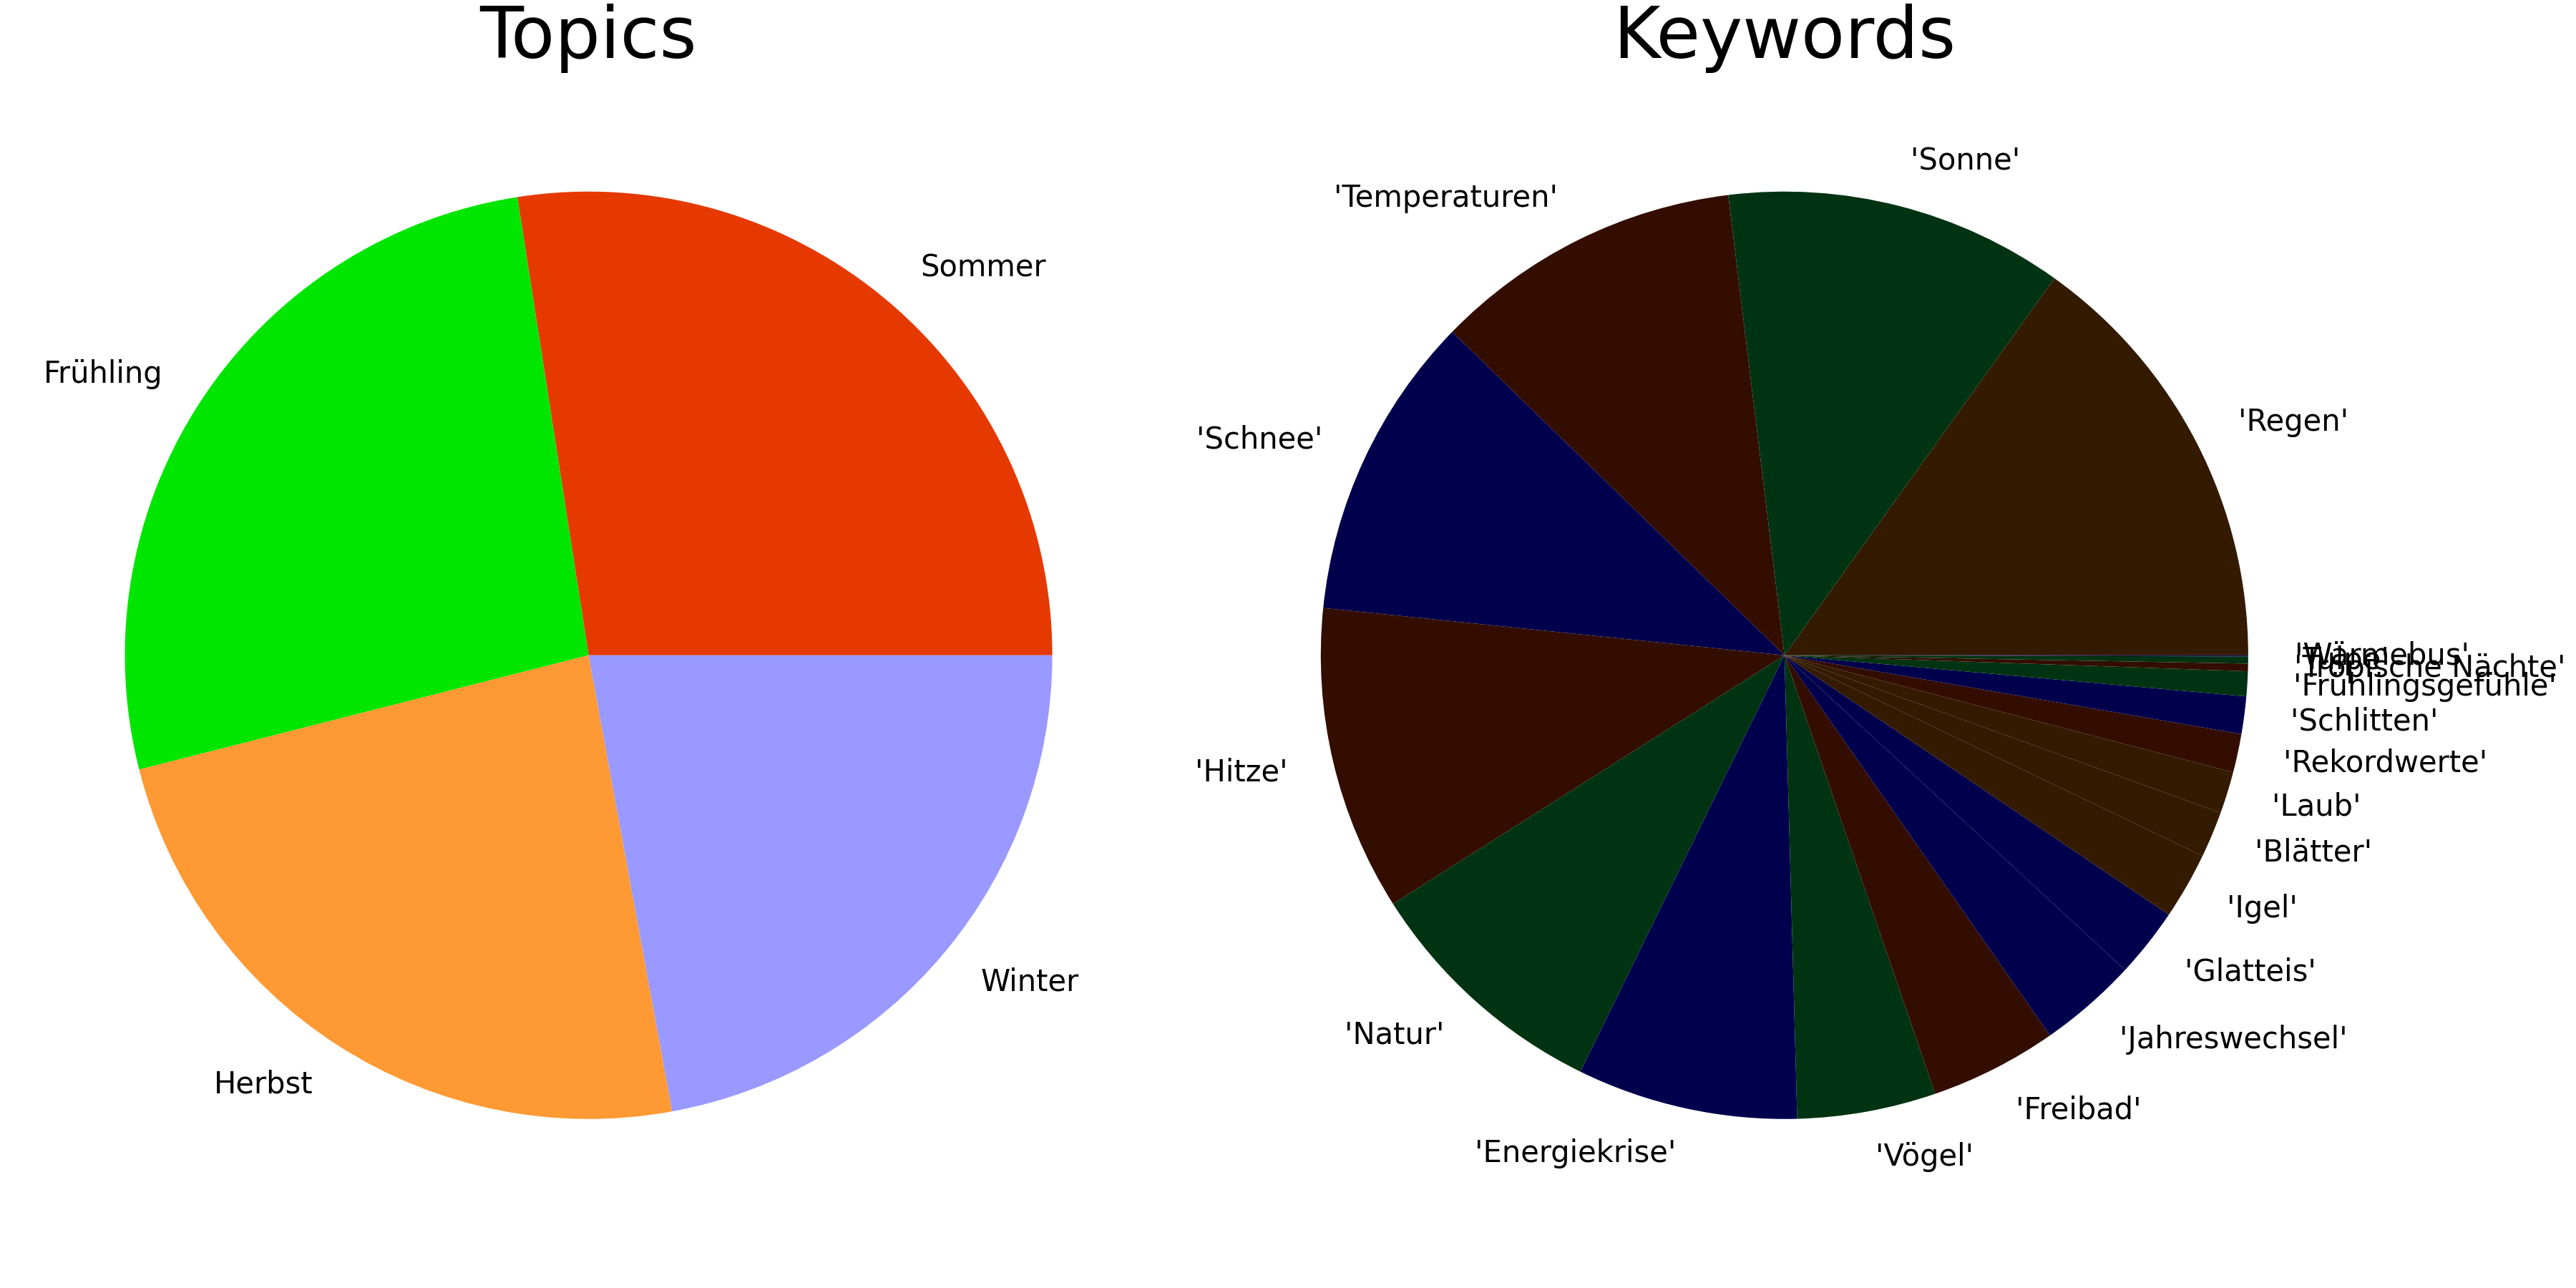 Topics
Sommer
Frühling
Herbst
Winter
Keywords
'Regen'
'Sonne'
'Temperaturen'
'Schnee'
'Hitze'
'Natur'
'Energiekrise'
'Vögel'
'Freibad'
'Jahreswechsel'
'Glatteis'
'Igel'
'Blätter'
'Laub'
'Rekordwerte'
'Schlitten'
'Frühlingsgefühle'
'Tropische Nächte'
'Wärmebus'